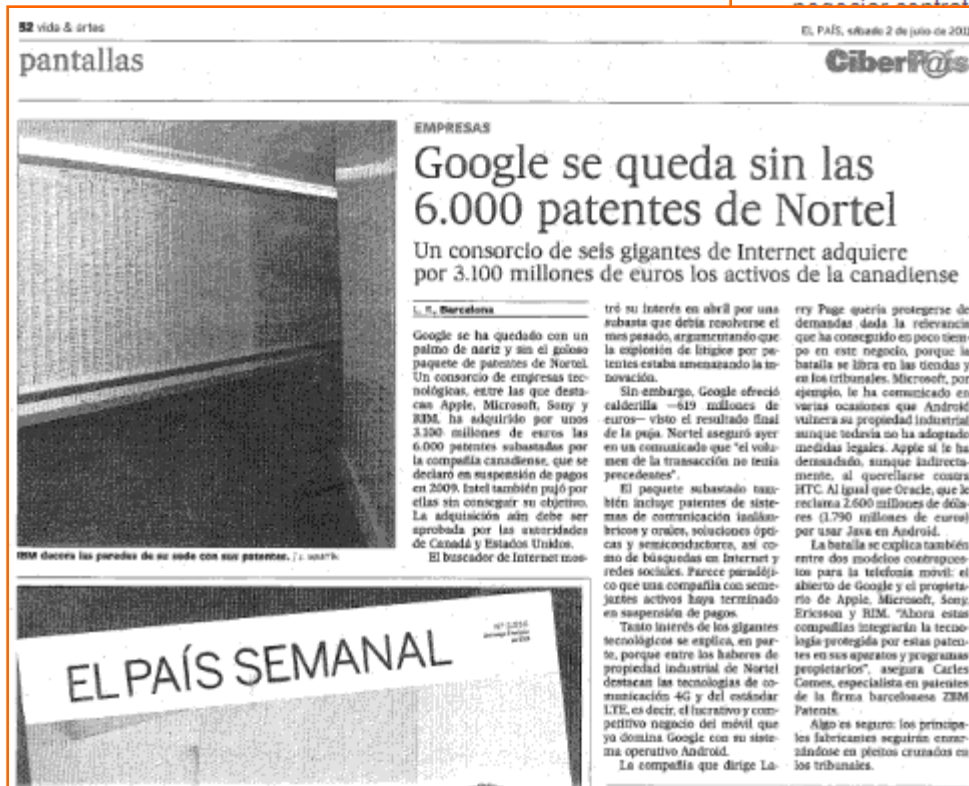 negociar contrat
52 vida & artes
EL PAÍS, sábado 2 de julio de 2011
pantallas
CiberP@ís
EMPRESAS
Google se queda sin las
6.000 patentes de Nortel
Un consorcio de seis gigantes de Internet adquiere
por 3.100 millones de euros los activos de la canadiense
IBM decora las paredes de su sede con sus patentes.
Barcelona
Google se ha quedado con un
palmo de nariz y sin el goloso
paquete de patentes de Nortel.
Un consorcio de empresas tec-
nológicas, entre las que desta-
can Apple, Microsoft, Sony y
RIM, ha adquirido por unos
3.100 millones de euros las
6.000 patentes subastadas por
la compañía canadiense, que se
declaró en suspensión de pagos
en 2009. Intel también pujó por
ellas sin conseguir su objetivo.
La adquisición aún debe ser
aprobada por las autoridades
de Canadá y Estados Unidos.
El buscador de Internet mos-
tró su interés en abril por una
subasta que debía resolverse el
mes pasado, argumentando que
la explosión de litigios por pa-
tentes estaba amenazando la in-
novación.
Sin embargo, Google ofreció
calderilla —619 millones de
euros— visto el resultado final
de la puja. Nortel aseguró ayer
en un comunicado que "el volu-
men de la transacción no tenía
precedentes".
El paquete subastado tam-
bién incluye patentes de siste-
mas de comunicación inalám-
bricos y orales, soluciones ópti-
cas y semiconductores, así co-
mo de búsquedas en Internet y
redes sociales. Parece paradóji-
co que una compañía con seme-
jantes activos haya terminado
en suspensión de pagos.
Tanto interés de los gigantes
tecnológicos se explica, en par-
te, porque entre los haberes de
propiedad industrial de Nortel
destacan las tecnologías de co-
municación 4G y del estándar
LTE, es decir, el lucrativo y com-
petitivo negocio del móvil que
ya domina Google con su siste-
ma operativo Android.
La compañía que dirige La-
rry Page quería protegerse de
demandas dada la relevancia
que ha conseguido en poco tiem-
po en este negocio, porque la
batalla se libra en las tiendas y
en los tribunales. Microsoft, por
ejemplo, le ha comunicado en
varias ocasiones que Android
vulnera su propiedad industrial
aunque todavía no ha adoptado
medidas legales. Apple sí le ha
demandado, aunque indirecta-
mente, al querellarse contra
HTC. Al igual que Oracle, que le
reclama 2.600 millones de dóla-
res (1.790 millones de euros)
por usar Java en Android.
La batalla se explica también
entre dos modelos contrapues-
tos para la telefonía móvil: el
abierto de Google y el propieta-
rio de Apple, Microsoft, Sony
Ericsson y RIM. "Ahora estas
compañías integrarán la tecno-
logía protegida por estas paten-
tes en sus aparatos y programas
propietarios", asegura Carles
Comes, especialista en patentes
de la firma barcelonesa ZBM
Patents.
Algo es seguro: los principa-
les fabricantes seguirán enzar-
zándose en pleitos cruzados en
los tribunales.
EL PAÍS SEMANAL